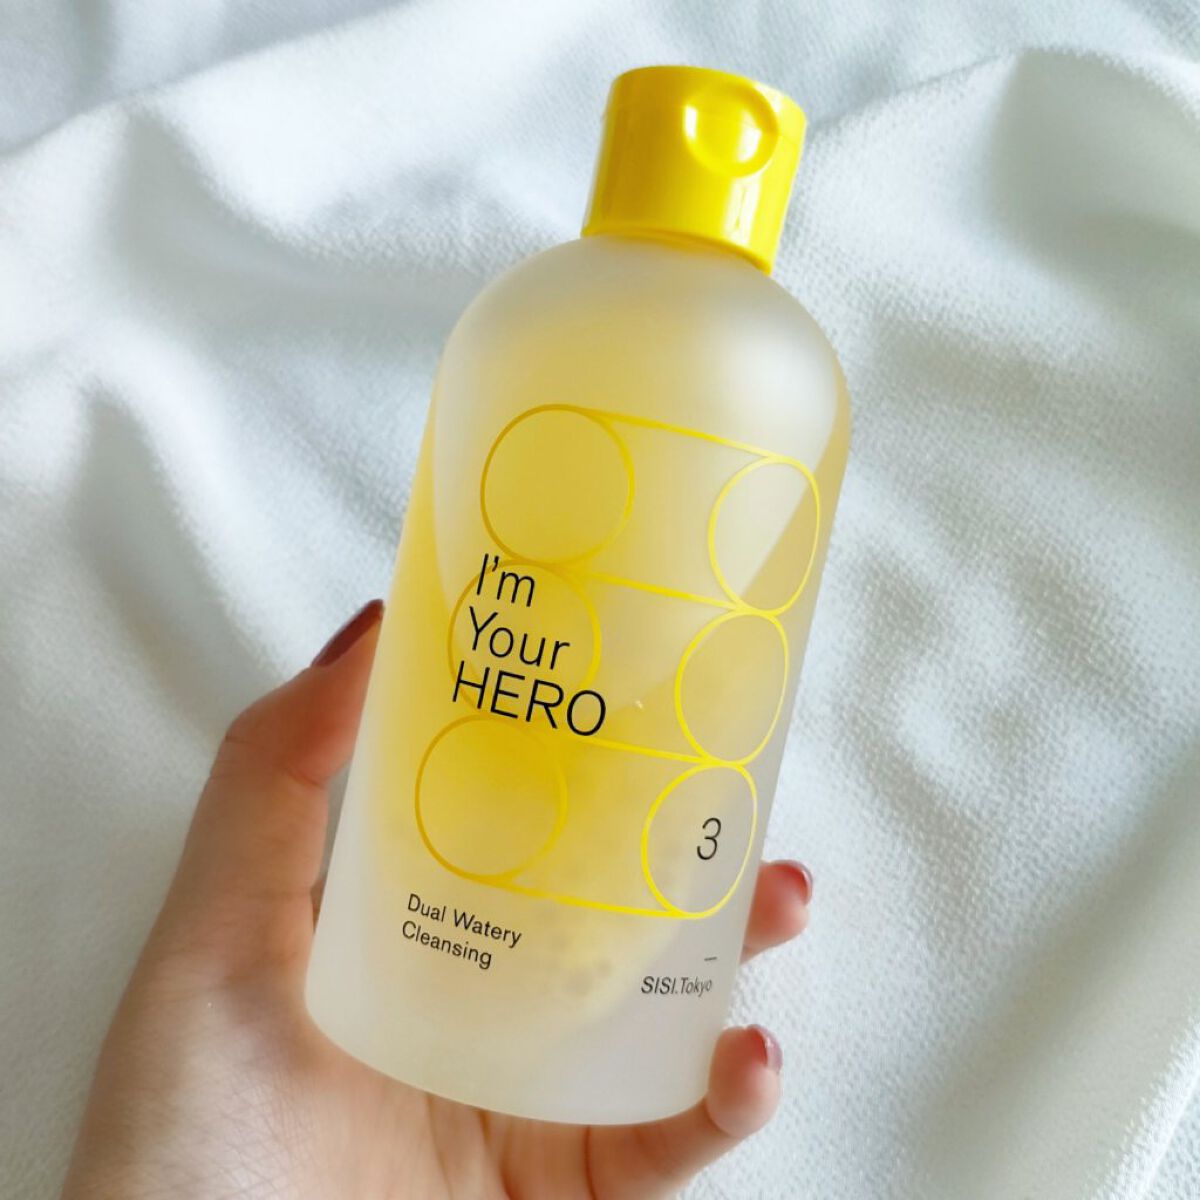 I'm
Your
HERO
3
Dual Watery
Cleansing
—
SISI.Tokyo